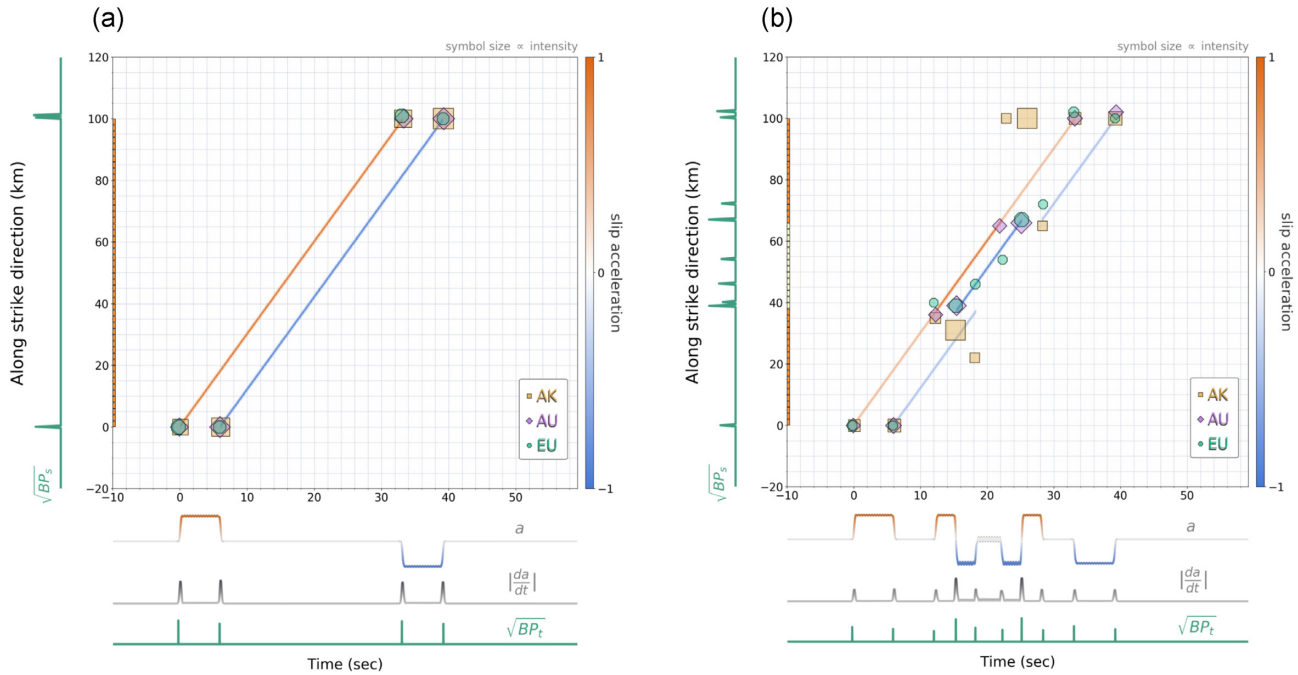 (a)
symbol size ∝ intensity
120
100
80
60
40
20
0
−20
−10 0 10 20 30 40 50
Along strike direction (km)
√BPs
AK
AU
EU
1
0
−1
slip acceleration
a
|da/dt|
√BPt
Time (sec)
(b)
symbol size ∝ intensity
120
100
80
60
40
20
0
−20
−10 0 10 20 30 40 50
Along strike direction (km)
√BPs
AK
AU
EU
1
0
−1
slip acceleration
a
|da/dt|
√BPt
Time (sec)